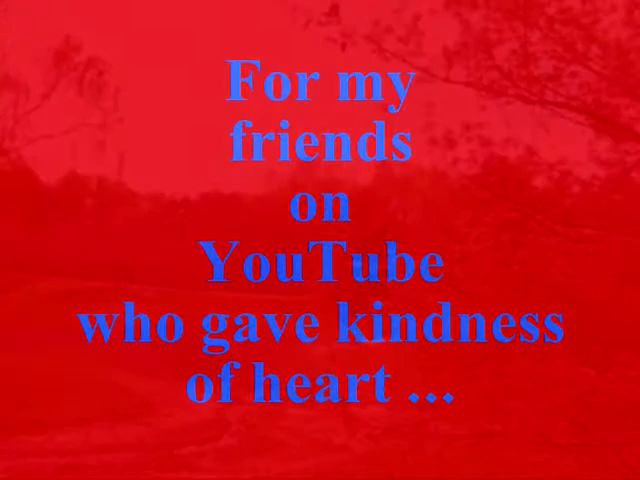 For my
friends
on
YouTube
who gave kindness
of heart ...